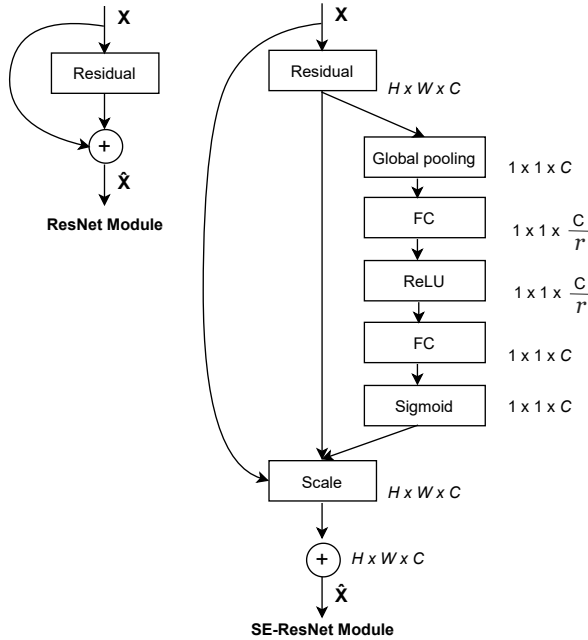 X
Residual
+
X̂
ResNet Module
X
Residual
H x W x C
Global pooling
1 x 1 x C
FC
1 x 1 x C/r
ReLU
1 x 1 x C/r
FC
1 x 1 x C
Sigmoid
1 x 1 x C
Scale
H x W x C
+
H x W x C
X̂
SE-ResNet Module